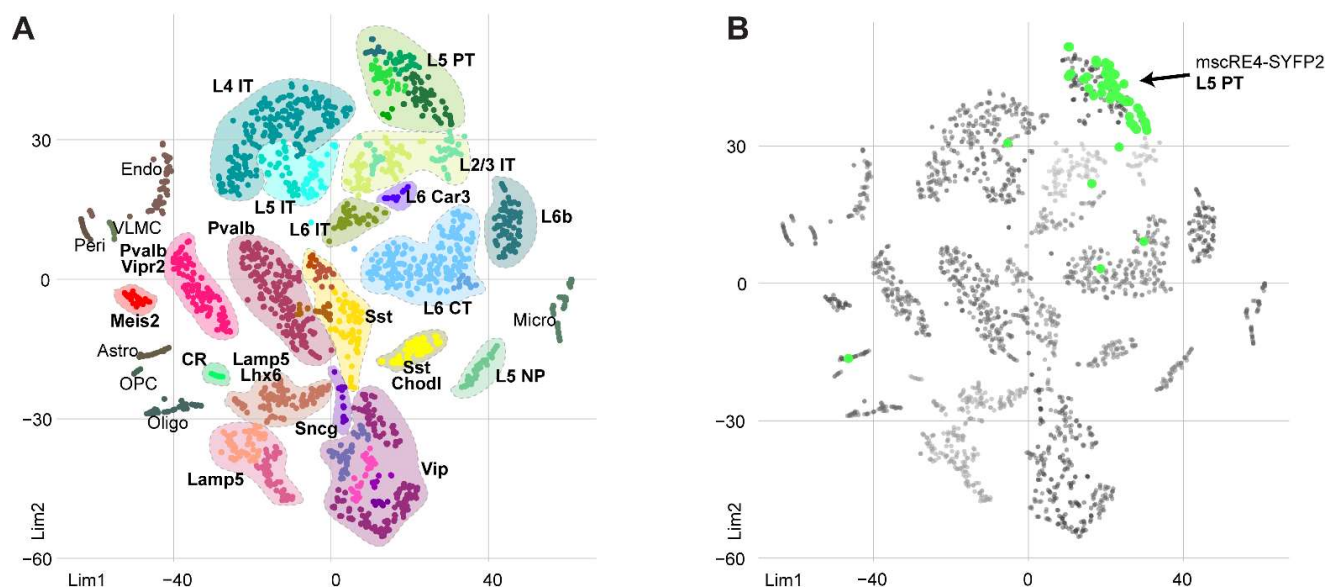 A
L5 PT
L4 IT
30
L2/3 IT
Endo
L6 Car3
L5 IT
L6b
VLMC
Pvalb
L6 IT
Peri
Pvalb
Vipr2
0
L6 CT
Sst
Meis2
Micro
Astro
CR
Lamp5
Lhx6
Sst
Chodl
L5 NP
OPC
−30
Oligo
Sncg
Vip
Lamp5
Lim2
−60
Lim1
−40
0
40
B
mscRE4-SYFP2
L5 PT
30
0
−30
Lim2
−60
Lim1
−40
0
40